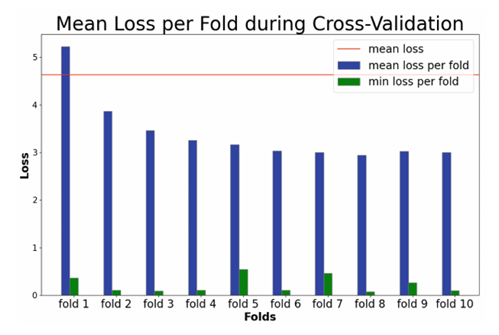 Mean Loss per Fold during Cross-Validation
mean loss
mean loss per fold
min loss per fold
5
4
3
2
1
0
Loss
fold 1 fold 2 fold 3 fold 4 fold 5 fold 6 fold 7 fold 8 fold 9 fold 10
Folds